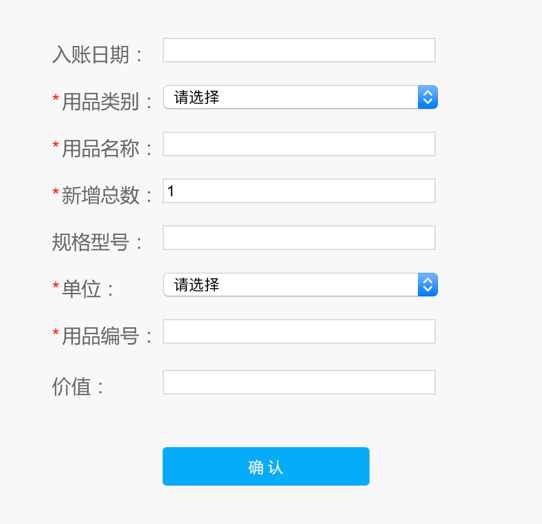 入账日期：
*用品类别： 请选择
*用品名称：
*新增总数： 1
规格型号：
*单位： 请选择
*用品编号：
价值：
确 认